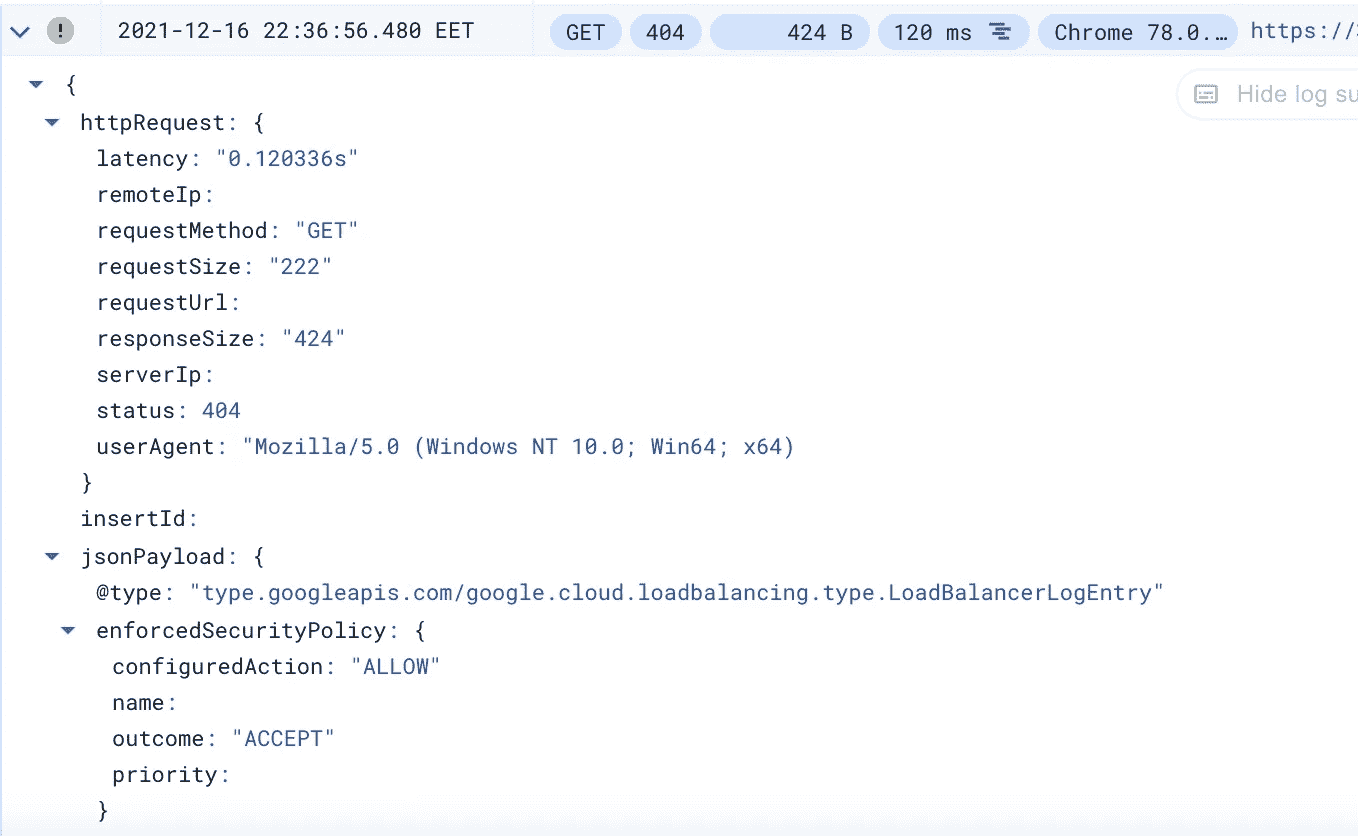 ! 2021-12-16 22:36:56.480 EET GET 404 424 B 120 ms Chrome 78.0.… https://
{
Hide log su
httpRequest: {
latency: "0.120336s"
remoteIp:
requestMethod: "GET"
requestSize: "222"
requestUrl:
responseSize: "424"
serverIp:
status: 404
userAgent: "Mozilla/5.0 (Windows NT 10.0; Win64; x64)
}
insertId:
jsonPayload: {
@type: "type.googleapis.com/google.cloud.loadbalancing.type.LoadBalancerLogEntry"
enforcedSecurityPolicy: {
configuredAction: "ALLOW"
name:
outcome: "ACCEPT"
priority:
}